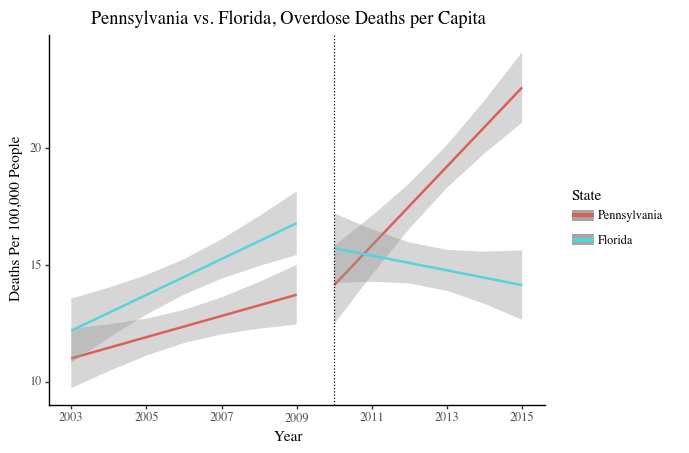 Pennsylvania vs. Florida, Overdose Deaths per Capita
Deaths Per 100,000 People
20
15
10
2003 2005 2007 2009 2011 2013 2015
Year
State
Pennsylvania
Florida